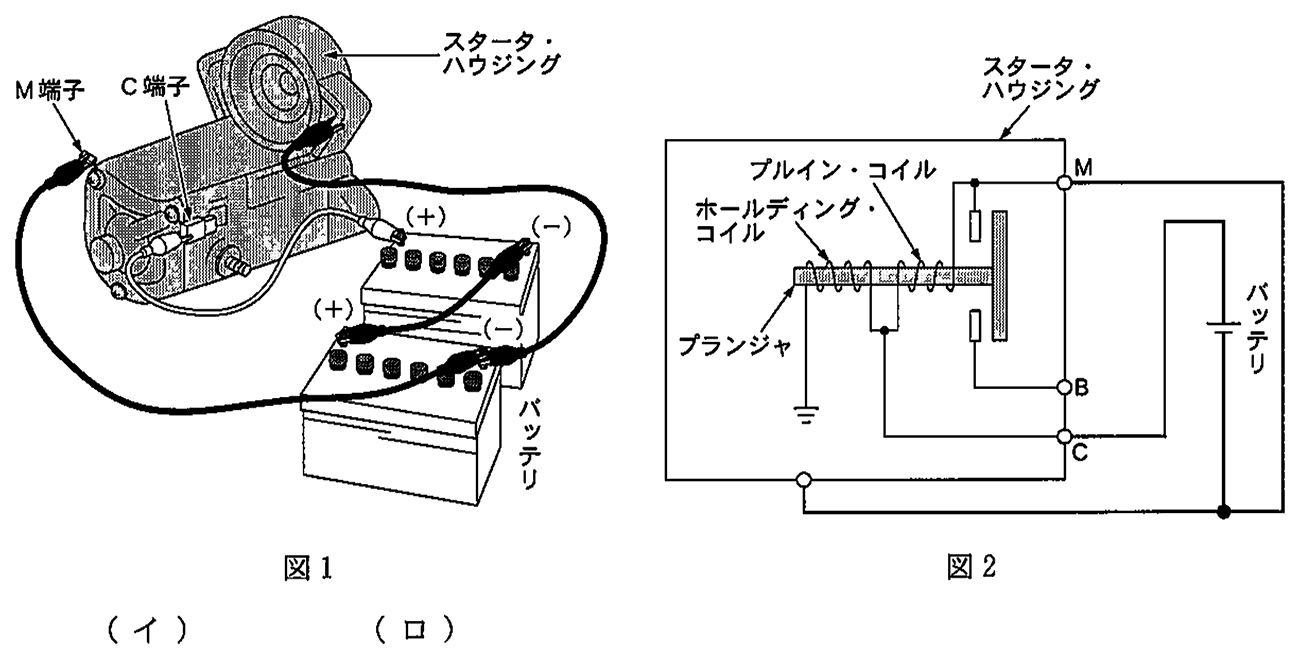 スタータ・
ハウジング
M端子
C端子
(+)
(−)
(+)
(−)
バッテリ
図1
スタータ・
ハウジング
プルイン・コイル
ホールディング・
コイル
プランジャ
M
B
C
バッテリ
図2
(イ)
(ロ)